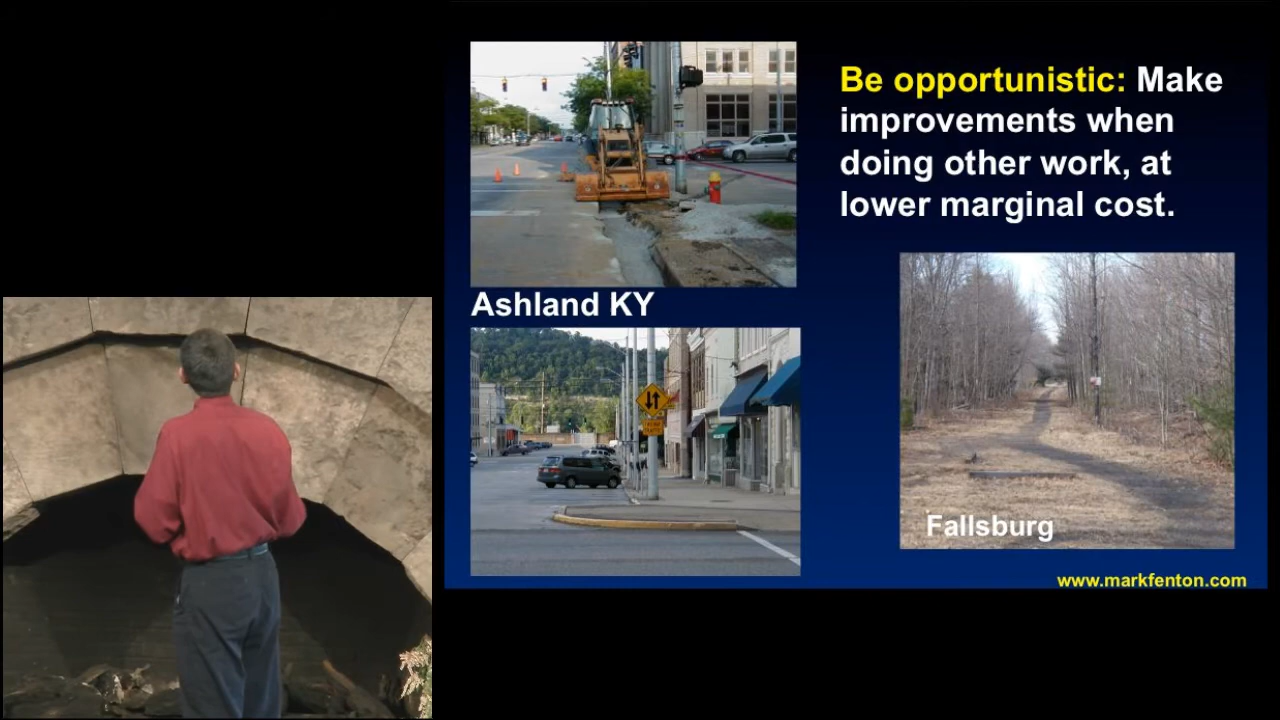 Be opportunistic: Make
improvements when
doing other work, at
lower marginal cost.
Ashland KY
Fallsburg
www.markfenton.com